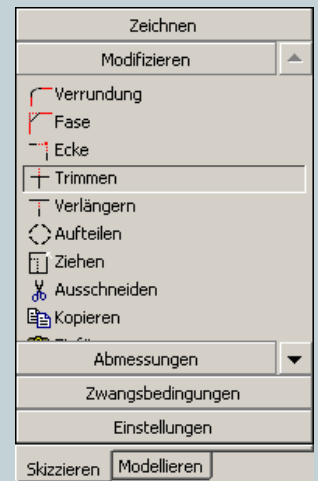 Zeichnen
Modifizieren
Verrundung
Fase
Ecke
Trimmen
Verlängern
Aufteilen
Ziehen
Ausschneiden
Kopieren
Abmessungen
Zwangsbedingungen
Einstellungen
Skizzieren Modellieren